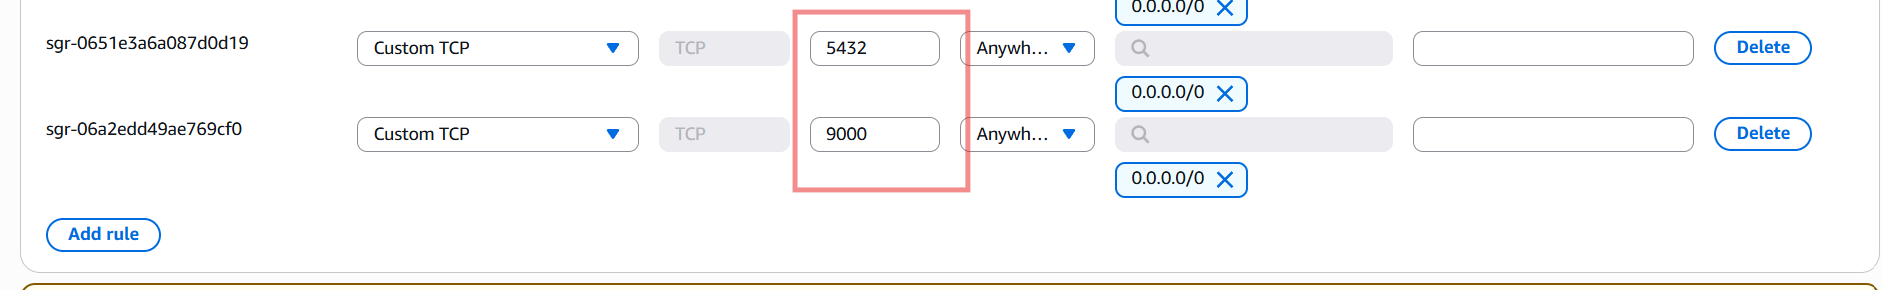 0.0.0.0/0
sgr-0651e3a6a087d0d19 Custom TCP TCP 5432 Anywh... Delete
0.0.0.0/0
sgr-06a2edd49ae769cf0 Custom TCP TCP 9000 Anywh... Delete
0.0.0.0/0
Add rule